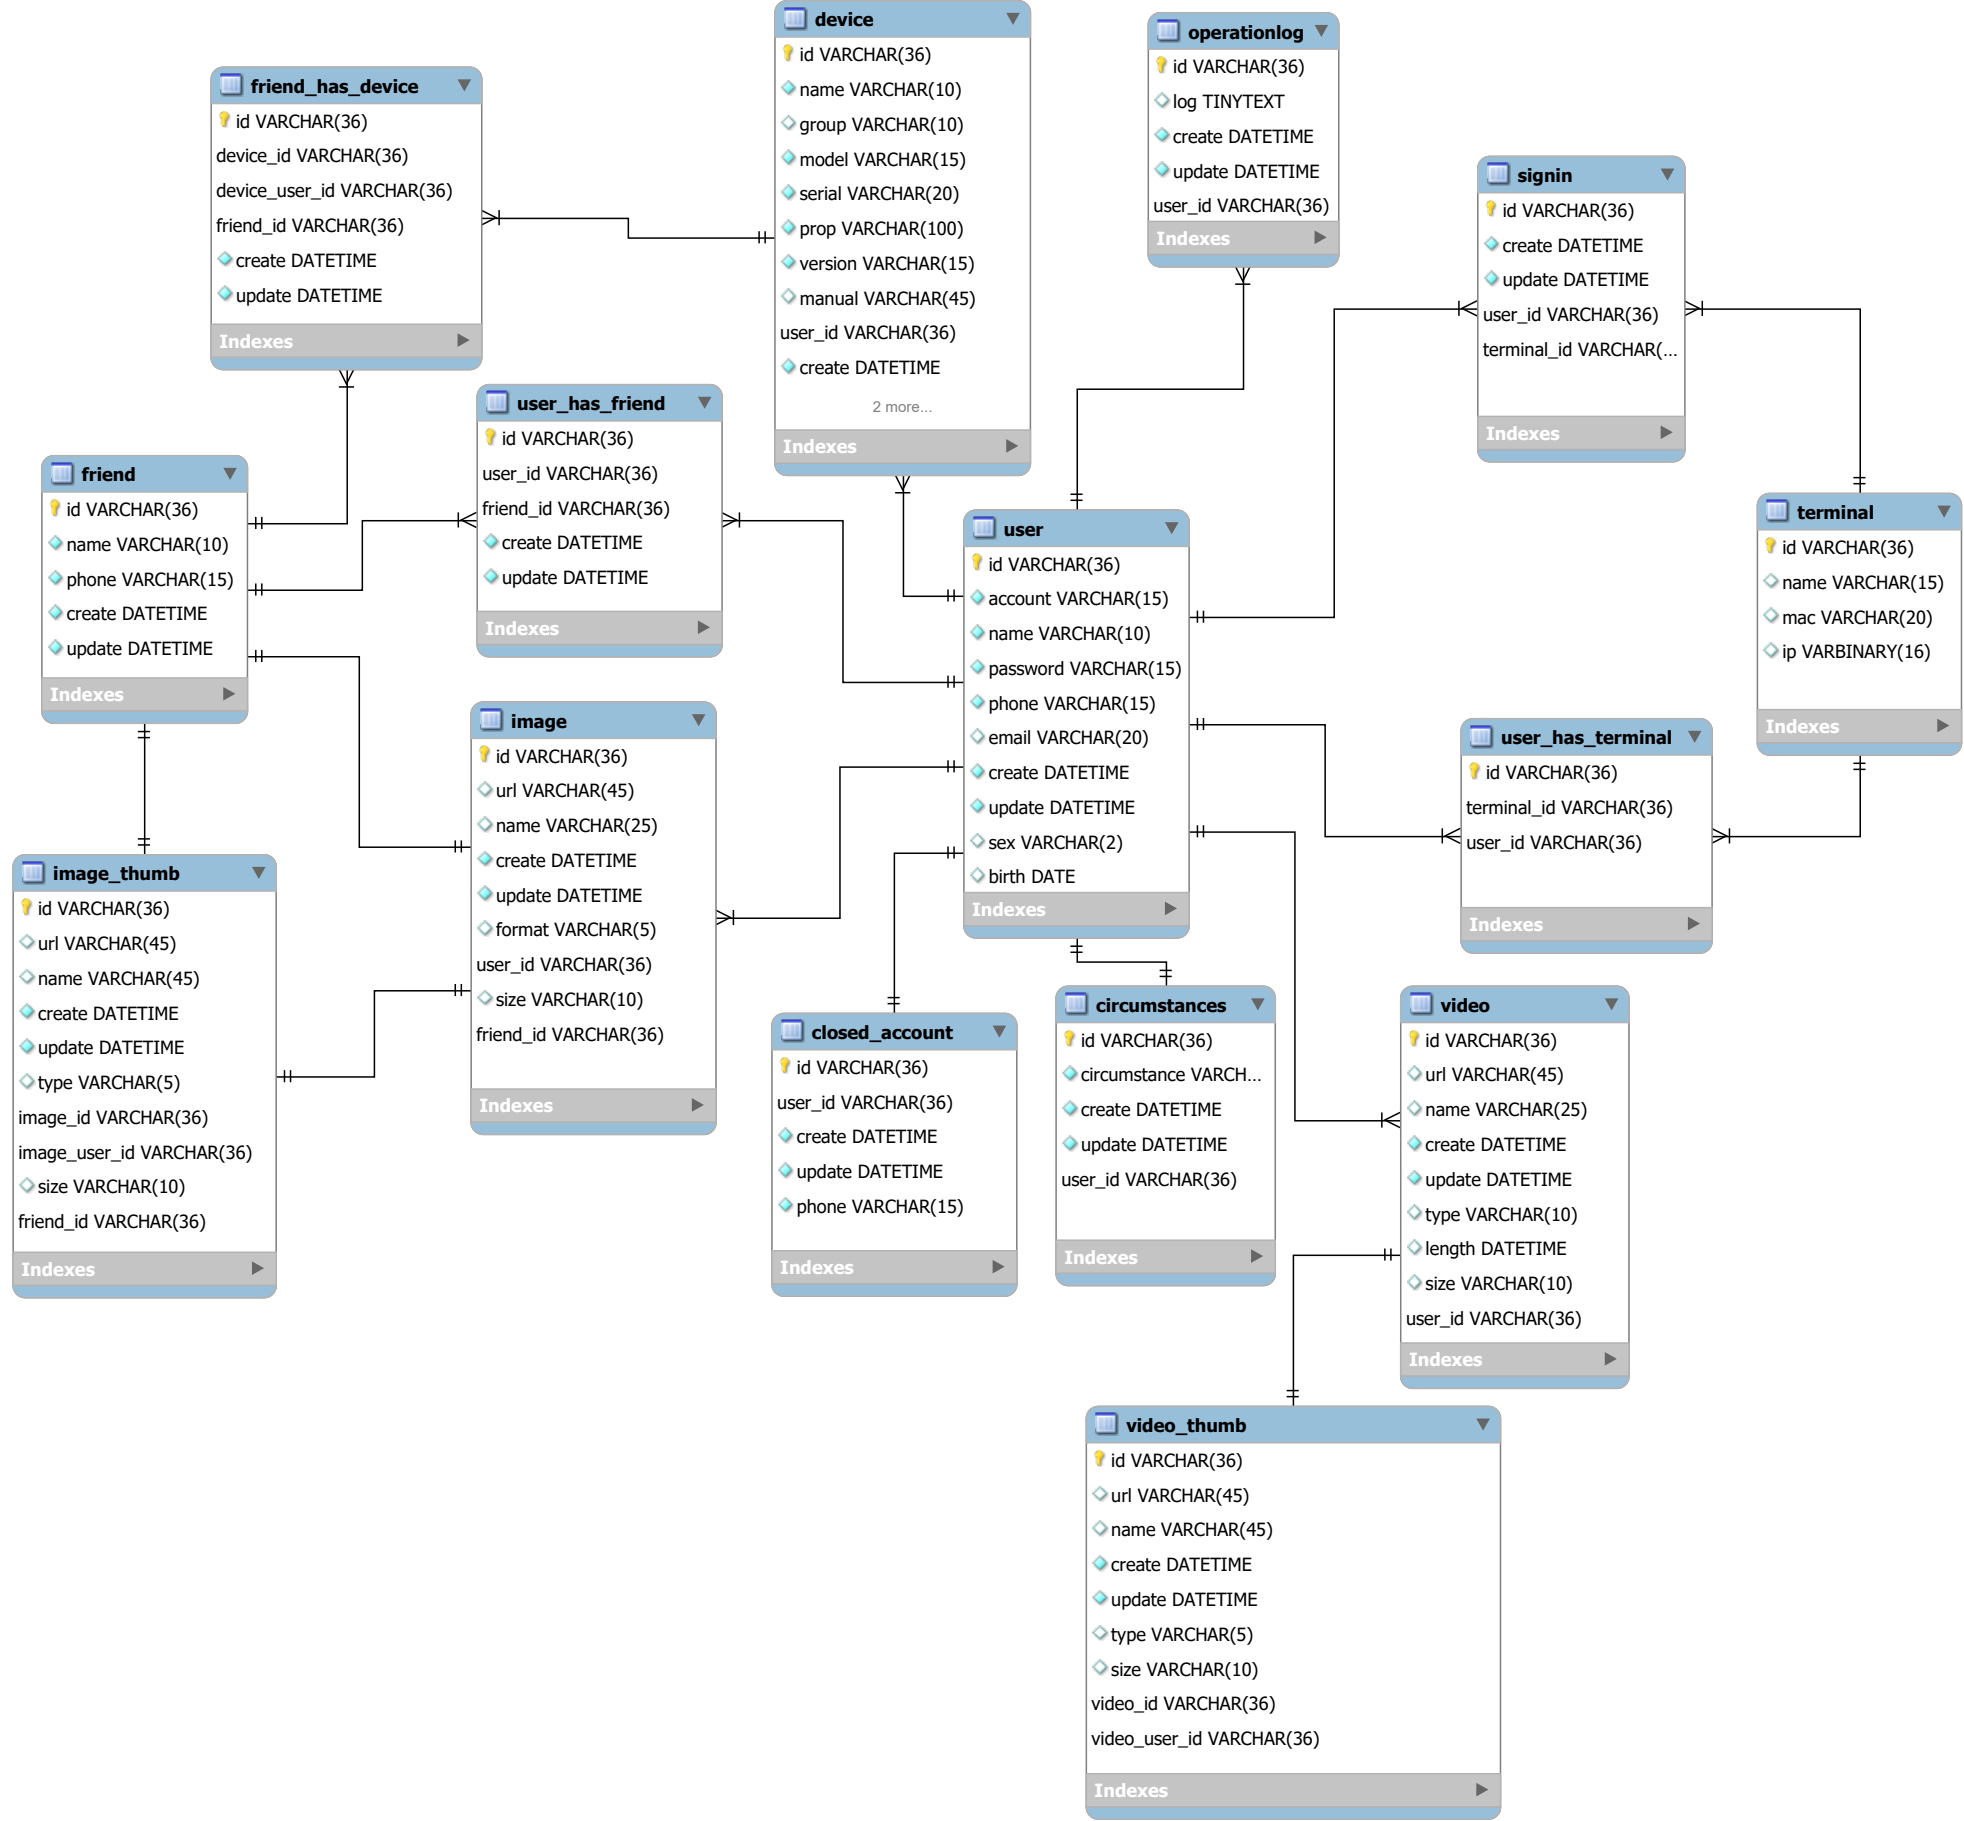 device
id VARCHAR(36)
name VARCHAR(10)
group VARCHAR(10)
model VARCHAR(15)
serial VARCHAR(20)
prop VARCHAR(100)
version VARCHAR(15)
manual VARCHAR(45)
user_id VARCHAR(36)
create DATETIME
2 more...
Indexes
operationlog
id VARCHAR(36)
log TINYTEXT
create DATETIME
update DATETIME
user_id VARCHAR(36)
Indexes
friend_has_device
id VARCHAR(36)
device_id VARCHAR(36)
device_user_id VARCHAR(36)
friend_id VARCHAR(36)
create DATETIME
update DATETIME
Indexes
signin
id VARCHAR(36)
create DATETIME
update DATETIME
user_id VARCHAR(36)
terminal_id VARCHAR(...
Indexes
user_has_friend
id VARCHAR(36)
user_id VARCHAR(36)
friend_id VARCHAR(36)
create DATETIME
update DATETIME
Indexes
friend
id VARCHAR(36)
name VARCHAR(10)
phone VARCHAR(15)
create DATETIME
update DATETIME
Indexes
user
id VARCHAR(36)
account VARCHAR(15)
name VARCHAR(10)
password VARCHAR(15)
phone VARCHAR(15)
email VARCHAR(20)
create DATETIME
update DATETIME
sex VARCHAR(2)
birth DATE
Indexes
terminal
id VARCHAR(36)
name VARCHAR(15)
mac VARCHAR(20)
ip VARBINARY(16)
Indexes
image
id VARCHAR(36)
url VARCHAR(45)
name VARCHAR(25)
create DATETIME
update DATETIME
format VARCHAR(5)
user_id VARCHAR(36)
size VARCHAR(10)
friend_id VARCHAR(36)
Indexes
user_has_terminal
id VARCHAR(36)
terminal_id VARCHAR(36)
user_id VARCHAR(36)
Indexes
image_thumb
id VARCHAR(36)
url VARCHAR(45)
name VARCHAR(45)
create DATETIME
update DATETIME
type VARCHAR(5)
image_id VARCHAR(36)
image_user_id VARCHAR(36)
size VARCHAR(10)
friend_id VARCHAR(36)
Indexes
closed_account
id VARCHAR(36)
user_id VARCHAR(36)
create DATETIME
update DATETIME
phone VARCHAR(15)
Indexes
circumstances
id VARCHAR(36)
circumstance VARCH...
create DATETIME
update DATETIME
user_id VARCHAR(36)
Indexes
video
id VARCHAR(36)
url VARCHAR(45)
name VARCHAR(25)
create DATETIME
update DATETIME
type VARCHAR(10)
length DATETIME
size VARCHAR(10)
user_id VARCHAR(36)
Indexes
video_thumb
id VARCHAR(36)
url VARCHAR(45)
name VARCHAR(45)
create DATETIME
update DATETIME
type VARCHAR(5)
size VARCHAR(10)
video_id VARCHAR(36)
video_user_id VARCHAR(36)
Indexes